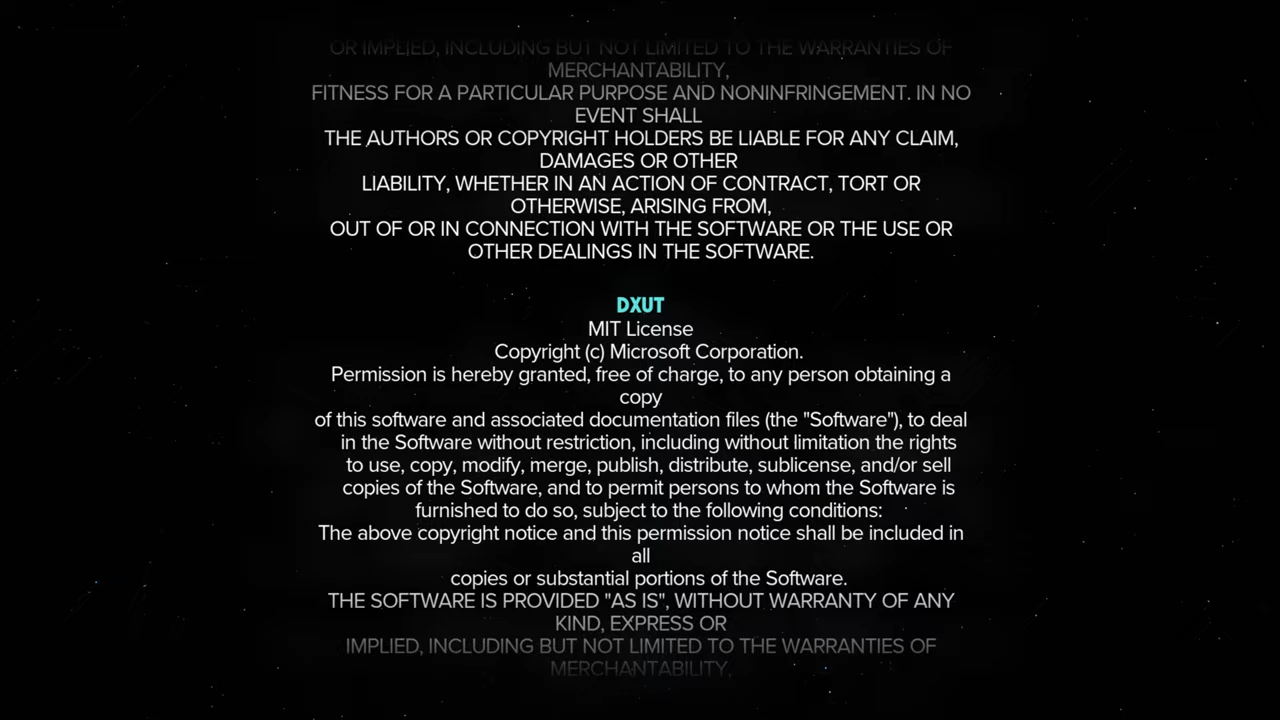 OR IMPLIED, INCLUDING BUT NOT LIMITED TO THE WARRANTIES OF
MERCHANTABILITY,
FITNESS FOR A PARTICULAR PURPOSE AND NONINFRINGEMENT. IN NO
EVENT SHALL
THE AUTHORS OR COPYRIGHT HOLDERS BE LIABLE FOR ANY CLAIM,
DAMAGES OR OTHER
LIABILITY, WHETHER IN AN ACTION OF CONTRACT, TORT OR
OTHERWISE, ARISING FROM,
OUT OF OR IN CONNECTION WITH THE SOFTWARE OR THE USE OR
OTHER DEALINGS IN THE SOFTWARE.
DXUT
MIT License
Copyright (c) Microsoft Corporation.
Permission is hereby granted, free of charge, to any person obtaining a
copy
of this software and associated documentation files (the "Software"), to deal
in the Software without restriction, including without limitation the rights
to use, copy, modify, merge, publish, distribute, sublicense, and/or sell
copies of the Software, and to permit persons to whom the Software is
furnished to do so, subject to the following conditions:
The above copyright notice and this permission notice shall be included in
all
copies or substantial portions of the Software.
THE SOFTWARE IS PROVIDED "AS IS", WITHOUT WARRANTY OF ANY
KIND, EXPRESS OR
IMPLIED, INCLUDING BUT NOT LIMITED TO THE WARRANTIES OF
MERCHANTABILITY,